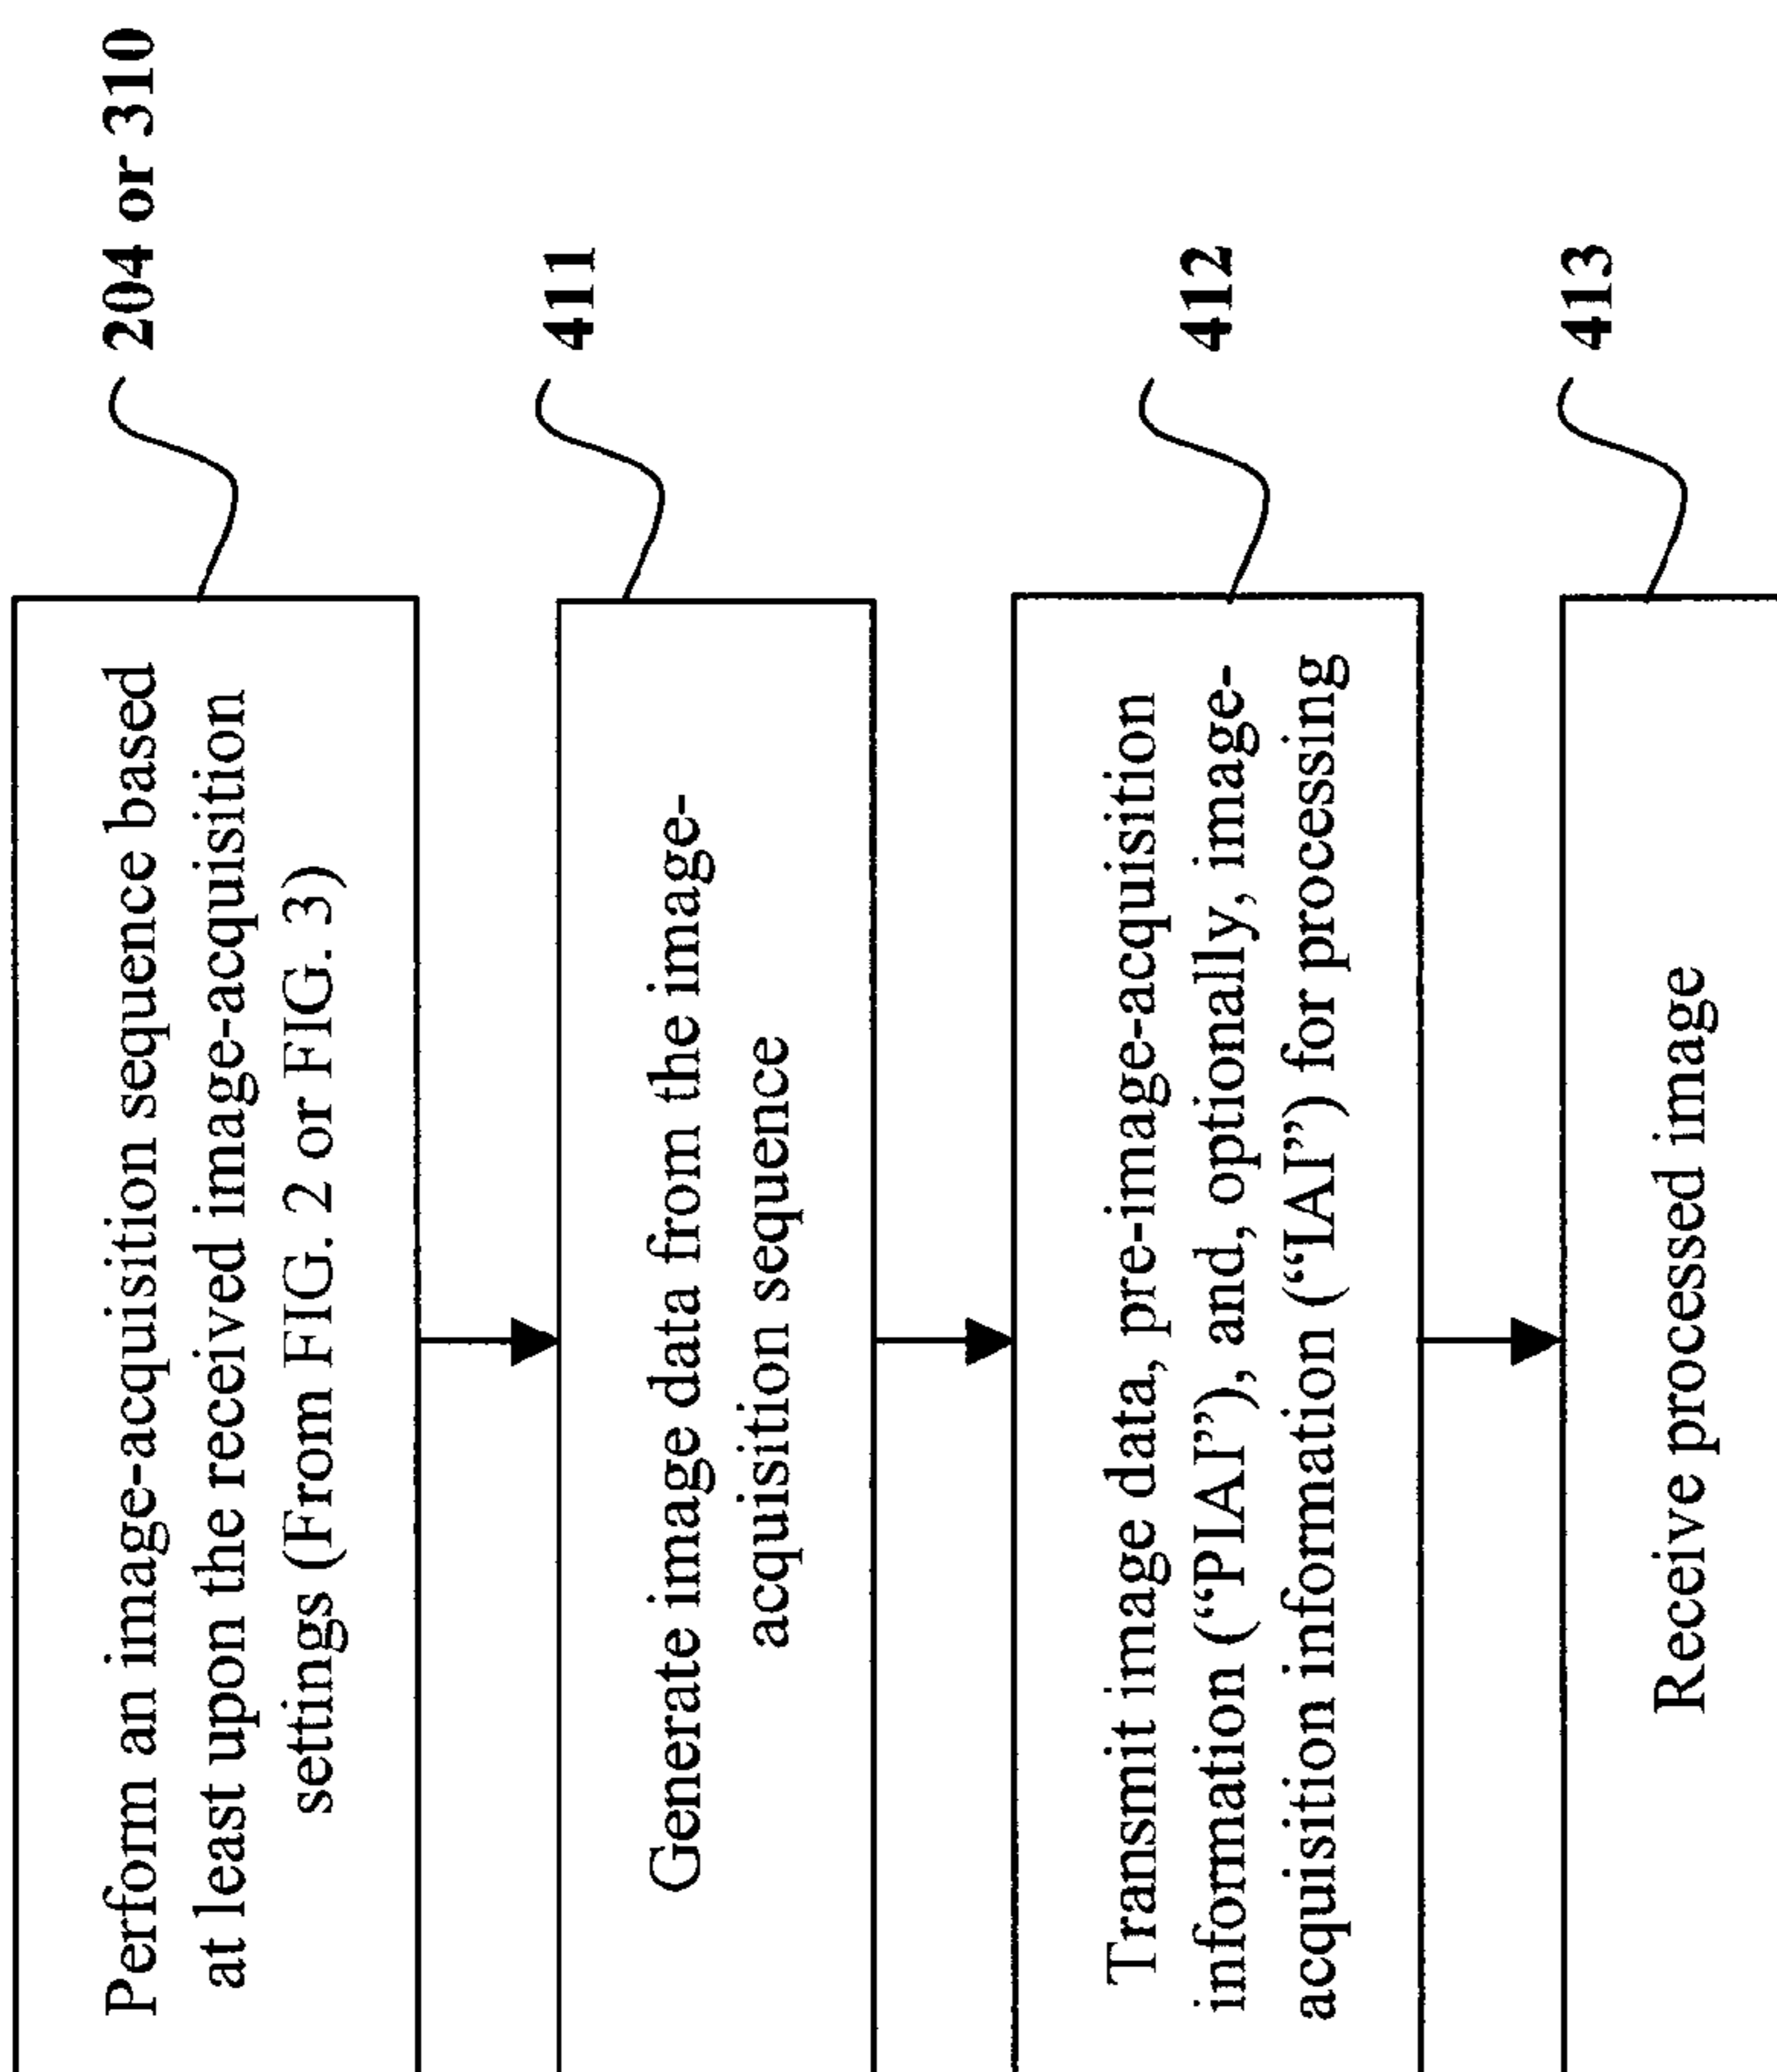 Perform an image-acquisition sequence based
at least upon the received image-acquisition
settings (From FIG. 2 or FIG. 3)
204 or 310
Generate image data from the image-
acquisition sequence
411
Transmit image data, pre-image-acquisition
information (“PIAI”), and, optionally, image-
acquisition information (“IAI”) for processing
412
Receive processed image
413